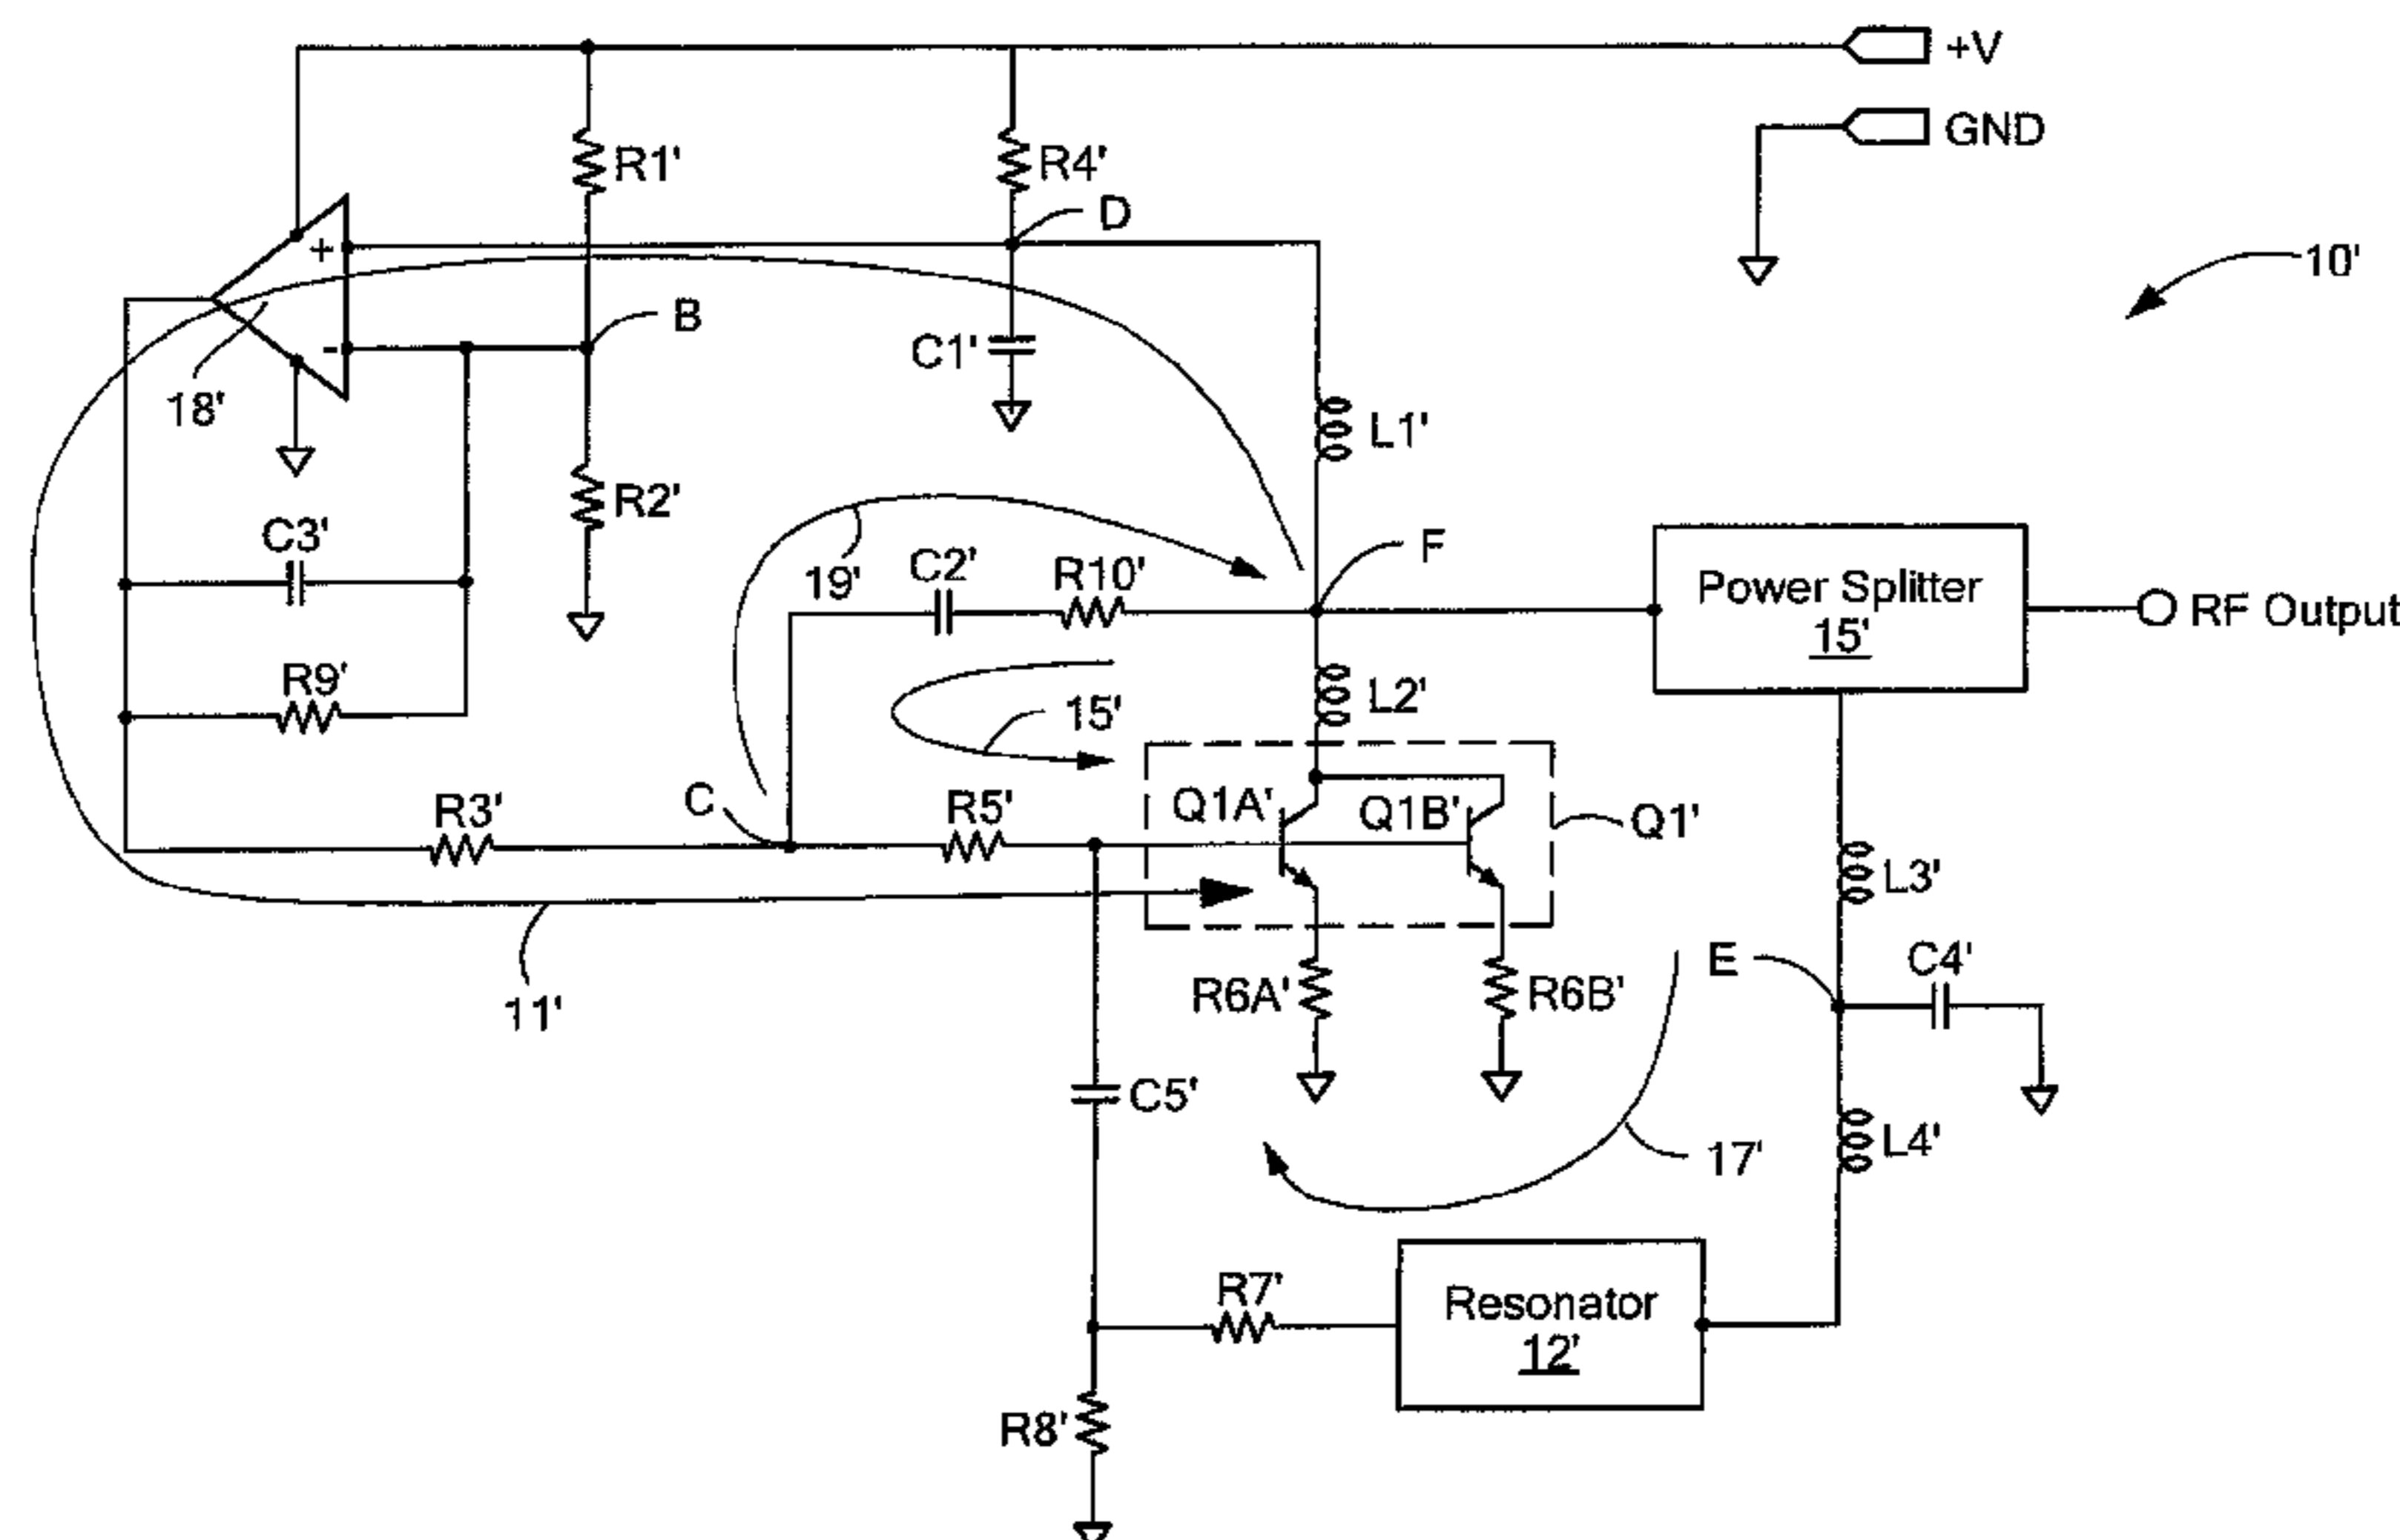 +V
GND
R1'
R4'
D
10'
+
B
-
C1'
18'
L1'
R2'
C3'
F
19'
C2'
R10'
Power Splitter
15'
RF Output
R9'
15'
L2'
C
R3'
R5'
Q1A'
Q1B'
Q1'
L3'
E
C4'
R6A'
R6B'
11'
C5'
17'
L4'
R7'
Resonator
12'
R8'